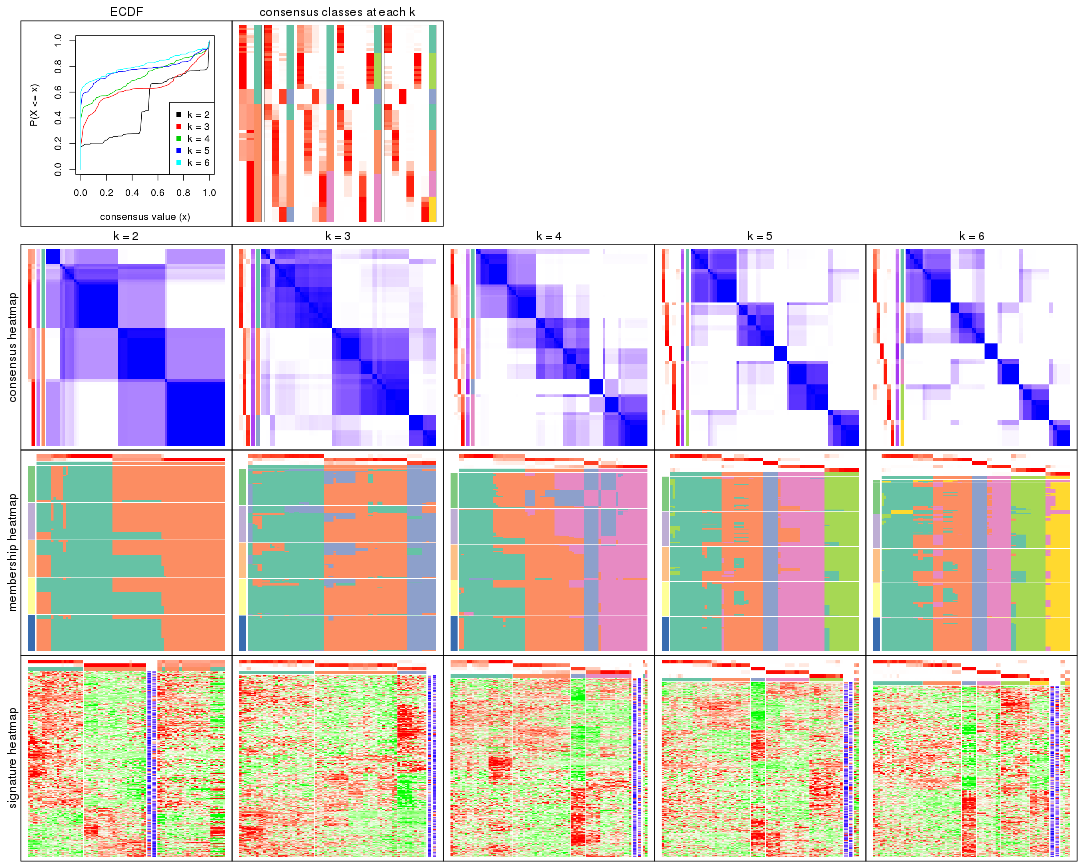 ECDF
consensus classes at each k
P(X <= x)
0.0 0.2 0.4 0.6 0.8 1.0
k = 2
k = 3
k = 4
k = 5
k = 6
0.0 0.2 0.4 0.6 0.8 1.0
consensus value (x)
k = 2 k = 3 k = 4 k = 5 k = 6
consensus heatmap
membership heatmap
signature heatmap